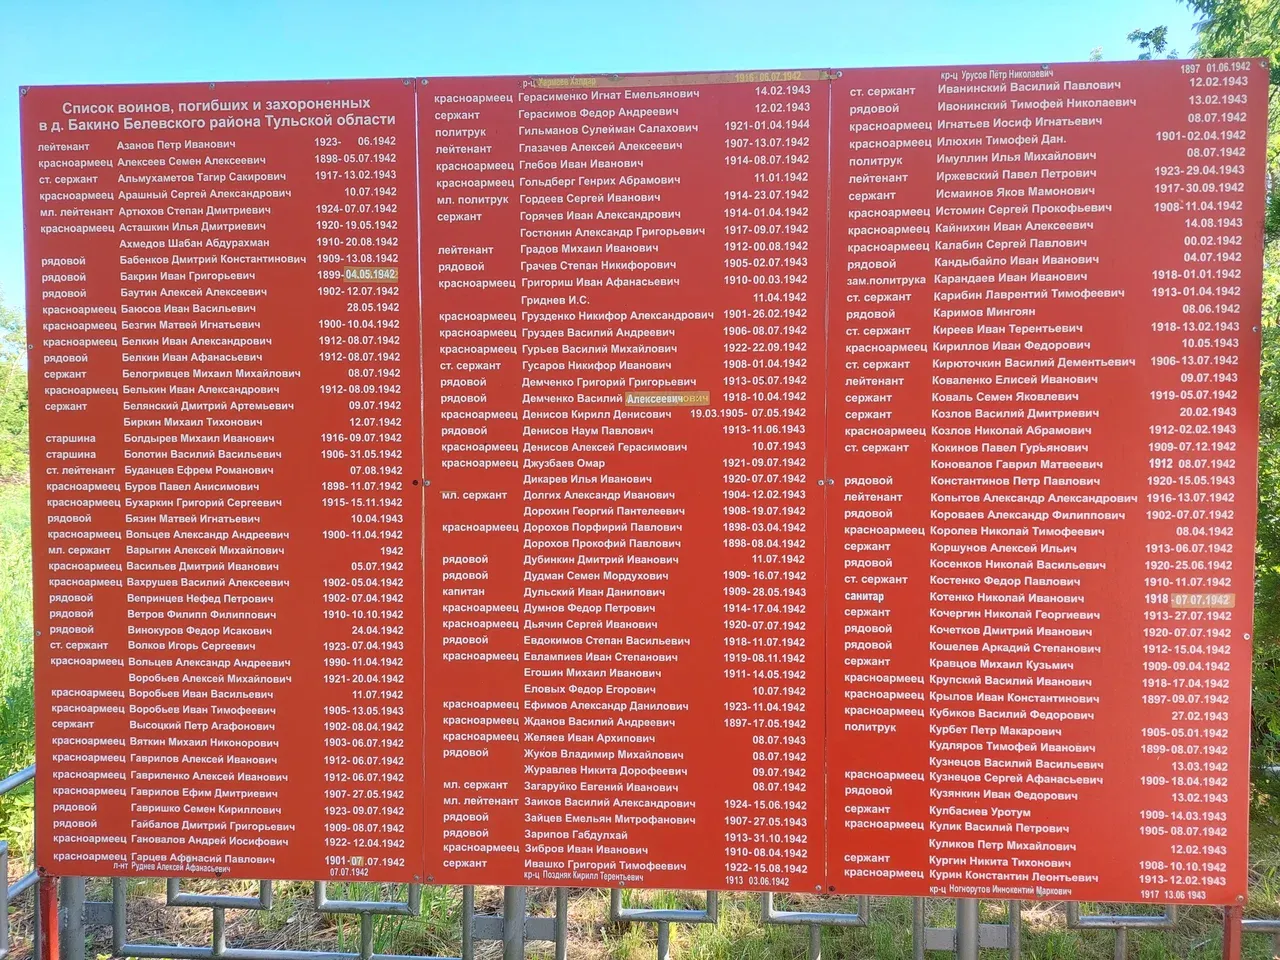 Список воинов, погибших и захороненных
в д. Бакино Белевского района Тульской области
лейтенант Азанов Петр Иванович 1923- 06.1942
красноармеец Алексеев Семен Алексеевич 1898-05.07.1942
ст. сержант Альмухаметов Тагир Сакирович 1917-13.02.1943
красноармеец Арашный Сергей Александрович 10.07.1942
мл. лейтенант Артюхов Степан Дмитриевич 1924-07.07.1942
красноармеец Асташкин Илья Дмитриевич 1920-19.05.1942
Ахмедов Шабан Абдурахман 1910-20.08.1942
рядовой Бабенков Дмитрий Константинович 1909-13.08.1942
рядовой Бакрин Иван Григорьевич 1899-04.05.1942
рядовой Баутин Алексей Алексеевич 1902-12.07.1942
красноармеец Баюсов Иван Васильевич 28.05.1942
красноармеец Безгин Матвей Игнатьевич 1900-10.04.1942
красноармеец Белкин Иван Александрович 1912-08.07.1942
рядовой Белкин Иван Афанасьевич 1912-08.07.1942
сержант Белогривцев Михаил Михайлович 08.07.1942
красноармеец Белькин Иван Александрович 1912-08.09.1942
сержант Белянский Дмитрий Артемьевич 09.07.1942
Биркин Михаил Тихонович 12.07.1942
старшина Болдырев Михаил Иванович 1916-09.07.1942
старшина Болотин Василий Васильевич 1906-31.05.1942
ст. лейтенант Буданцев Ефрем Романович 07.08.1942
красноармеец Буров Павел Анисимович 1898-11.07.1942
красноармеец Бухаркин Григорий Сергеевич 1915-15.11.1942
рядовой Бязин Матвей Игнатьевич 10.04.1943
красноармеец Вольцев Александр Андреевич 1900-11.04.1942
мл. сержант Варыгин Алексей Михайлович 1942
красноармеец Васильев Дмитрий Иванович 05.07.1942
красноармеец Вахрушев Василий Алексеевич 1902-05.04.1942
рядовой Вепринцев Нефед Петрович 1902-07.04.1942
рядовой Ветров Филипп Филиппович 1910-10.10.1942
рядовой Винокуров Федор Исакович 24.04.1942
ст. сержант Волков Игорь Сергеевич 1923-07.04.1943
красноармеец Вольцев Александр Андреевич 1990-11.04.1942
Воробьев Алексей Михайлович 1921-20.04.1942
красноармеец Воробьев Иван Васильевич 11.07.1942
красноармеец Воробьев Иван Тимофеевич 1905-13.05.1943
сержант Высоцкий Петр Агафонович 1902-08.04.1942
красноармеец Вяткин Михаил Никонорович 1903-06.07.1942
красноармеец Гаврилов Алексей Иванович 1912-06.07.1942
красноармеец Гавриленко Алексей Иванович 1912-06.07.1942
красноармеец Гаврилов Ефим Дмитриевич 1907-27.05.1942
рядовой Гавришко Семен Кириллович 1923-09.07.1942
рядовой Гайбалов Дмитрий Григорьевич 1909-08.07.1942
красноармеец Гановалов Андрей Иосифович 1922-12.04.1942
красноармеец Гарцев Афонасий Павлович 1901-07.07.1942
л-нт Руднев Алексей Афанасьевич 07.07.1942
кр-ц Харисов Хайдар 1916-06.07.1942
красноармеец Герасименко Игнат Емельянович 14.02.1943
сержант Герасимов Федор Андреевич 12.02.1943
политрук Гильманов Сулейман Салахович 1921-01.04.1944
лейтенант Глазачев Алексей Алексеевич 1907-13.07.1942
красноармеец Глебов Иван Иванович 1914-08.07.1942
красноармеец Гольдберг Генрих Абрамович 11.01.1942
мл. политрук Гордеев Сергей Иванович 1914-23.07.1942
сержант Горячев Иван Александрович 1914-01.04.1942
Гостюнин Александр Григорьевич 1917-09.07.1942
лейтенант Градов Михаил Иванович 1912-00.08.1942
рядовой Грачев Степан Никифорович 1905-02.07.1943
красноармеец Григориш Иван Афанасьевич 1910-00.03.1942
Гриднев И.С. 11.04.1942
красноармеец Грузденко Никифор Александрович 1901-26.02.1942
красноармеец Груздев Василий Андреевич 1906-08.07.1942
красноармеец Гурьев Василий Михайлович 1922-22.09.1942
ст. сержант Гусаров Никифор Иванович 1908-01.04.1942
рядовой Демченко Григорий Григорьевич 1913-05.07.1942
рядовой Демченко Василий Алексеевич 1918-10.04.1942
красноармеец Денисов Кирилл Денисович 19.03.1905- 07.05.1942
рядовой Денисов Наум Павлович 1913-11.06.1943
красноармеец Денисов Алексей Герасимович 10.07.1943
красноармеец Джузбаев Омар 1921-09.07.1942
Дикарев Илья Иванович 1920-07.07.1942
мл. сержант Долгих Александр Иванович 1904-12.02.1943
Дорохин Георгий Пантелеевич 1908-19.07.1942
красноармеец Дорохов Порфирий Павлович 1898-03.04.1942
Дорохов Прокофий Павлович 1898-08.04.1942
рядовой Дубинкин Дмитрий Иванович 11.07.1942
рядовой Дудман Семен Мордухович 1909-16.07.1942
капитан Дульский Иван Данилович 1909-28.05.1943
красноармеец Думнов Федор Петрович 1914-17.04.1942
красноармеец Дьячин Сергей Иванович 1920-07.07.1942
рядовой Евдокимов Степан Васильевич 1918-11.07.1942
красноармеец Евлампиев Иван Степанович 1919-08.11.1942
Егошин Михаил Иванович 1911-14.05.1942
Еловых Федор Егорович 10.07.1942
красноармеец Ефимов Александр Данилович 1923-11.04.1942
красноармеец Жданов Василий Андреевич 1897-17.05.1942
красноармеец Желяев Иван Архипович 08.07.1943
рядовой Жуков Владимир Михайлович 08.07.1942
Журавлев Никита Дорофеевич 09.07.1942
мл. сержант Загаруйко Евгений Иванович 08.07.1942
мл. лейтенант Заиков Василий Александрович 1924-15.06.1942
рядовой Зайцев Емельян Митрофанович 1907-27.05.1943
рядовой Зарипов Габдулхай 1913-31.10.1942
красноармеец Зибров Иван Иванович 1910-08.04.1942
сержант Ивашко Григорий Тимофеевич 1922-15.08.1942
кр-ц Поздняк Кирилл Терентьевич 1913 03.06.1942
кр-ц Урусов Пётр Николаевич 1897 01.06.1942
ст. сержант Иванинский Василий Павлович 12.02.1943
рядовой Ивонинский Тимофей Николаевич 13.02.1943
красноармеец Игнатьев Иосиф Игнатьевич 08.07.1942
красноармеец Илюхин Тимофей Дан. 1901-02.04.1942
политрук Имуллин Илья Михайлович 08.07.1942
лейтенант Иржевский Павел Петрович 1923-29.04.1943
сержант Исмаинов Яков Мамонович 1917-30.09.1942
красноармеец Истомин Сергей Прокофьевич 1908-11.04.1942
красноармеец Кайнихин Иван Алексеевич 14.08.1943
красноармеец Калабин Сергей Павлович 00.02.1942
рядовой Кандыбайло Иван Иванович 04.07.1942
зам.политрука Карандаев Иван Иванович 1918-01.01.1942
ст. сержант Карибин Лаврентий Тимофеевич 1913-01.04.1942
рядовой Каримов Мингоян 08.06.1942
ст. сержант Киреев Иван Терентьевич 1918-13.02.1943
красноармеец Кириллов Иван Федорович 10.05.1943
ст. сержант Кирюточкин Василий Дементьевич 1906-13.07.1942
лейтенант Коваленко Елисей Иванович 09.07.1943
сержант Коваль Семен Яковлевич 1919-05.07.1942
сержант Козлов Василий Дмитриевич 20.02.1943
красноармеец Козлов Николай Абрамович 1912-02.02.1943
ст. сержант Кокинов Павел Гурьянович 1909-07.12.1942
Коновалов Гаврил Матвеевич 1912 08.07.1942
рядовой Константинов Петр Павлович 1920-15.05.1943
лейтенант Копытов Александр Александрович 1916-13.07.1942
рядовой Короваев Александр Филиппович 1902-07.07.1942
красноармеец Королев Николай Тимофеевич 08.04.1942
сержант Коршунов Алексей Ильич 1913-06.07.1942
рядовой Косенков Николай Васильевич 1920-25.06.1942
ст. сержант Костенко Федор Павлович 1910-11.07.1942
санитар Котенко Николай Иванович 1918-07.07.1942
сержант Кочергин Николай Георгиевич 1913-27.07.1942
рядовой Кочетков Дмитрий Иванович 1920-07.07.1942
рядовой Кошелев Аркадий Степанович 1912-15.04.1942
сержант Кравцов Михаил Кузьмич 1909-09.04.1942
красноармеец Крупский Василий Иванович 1918-17.04.1942
красноармеец Крылов Иван Константинович 1897-09.07.1942
красноармеец Кубиков Василий Федорович 27.02.1943
политрук Курбет Петр Макарович 1905-05.01.1942
Кудляров Тимофей Иванович 1899-08.07.1942
Кузнецов Василий Васильевич 13.03.1942
красноармеец Кузнецов Сергей Афанасьевич 1909-18.04.1942
рядовой Кузянкин Иван Федорович 13.02.1943
сержант Кулбасиев Уротум 1909-14.03.1943
красноармеец Кулик Василий Петрович 1905-08.07.1942
Куликов Петр Михайлович 12.02.1943
сержант Кургин Никита Тихонович 1908-10.10.1942
красноармеец Курин Константин Леонтьевич 1913-12.02.1943
кр-ц Ногнорутов Иннокентий Маркович 1917 13.06 1943